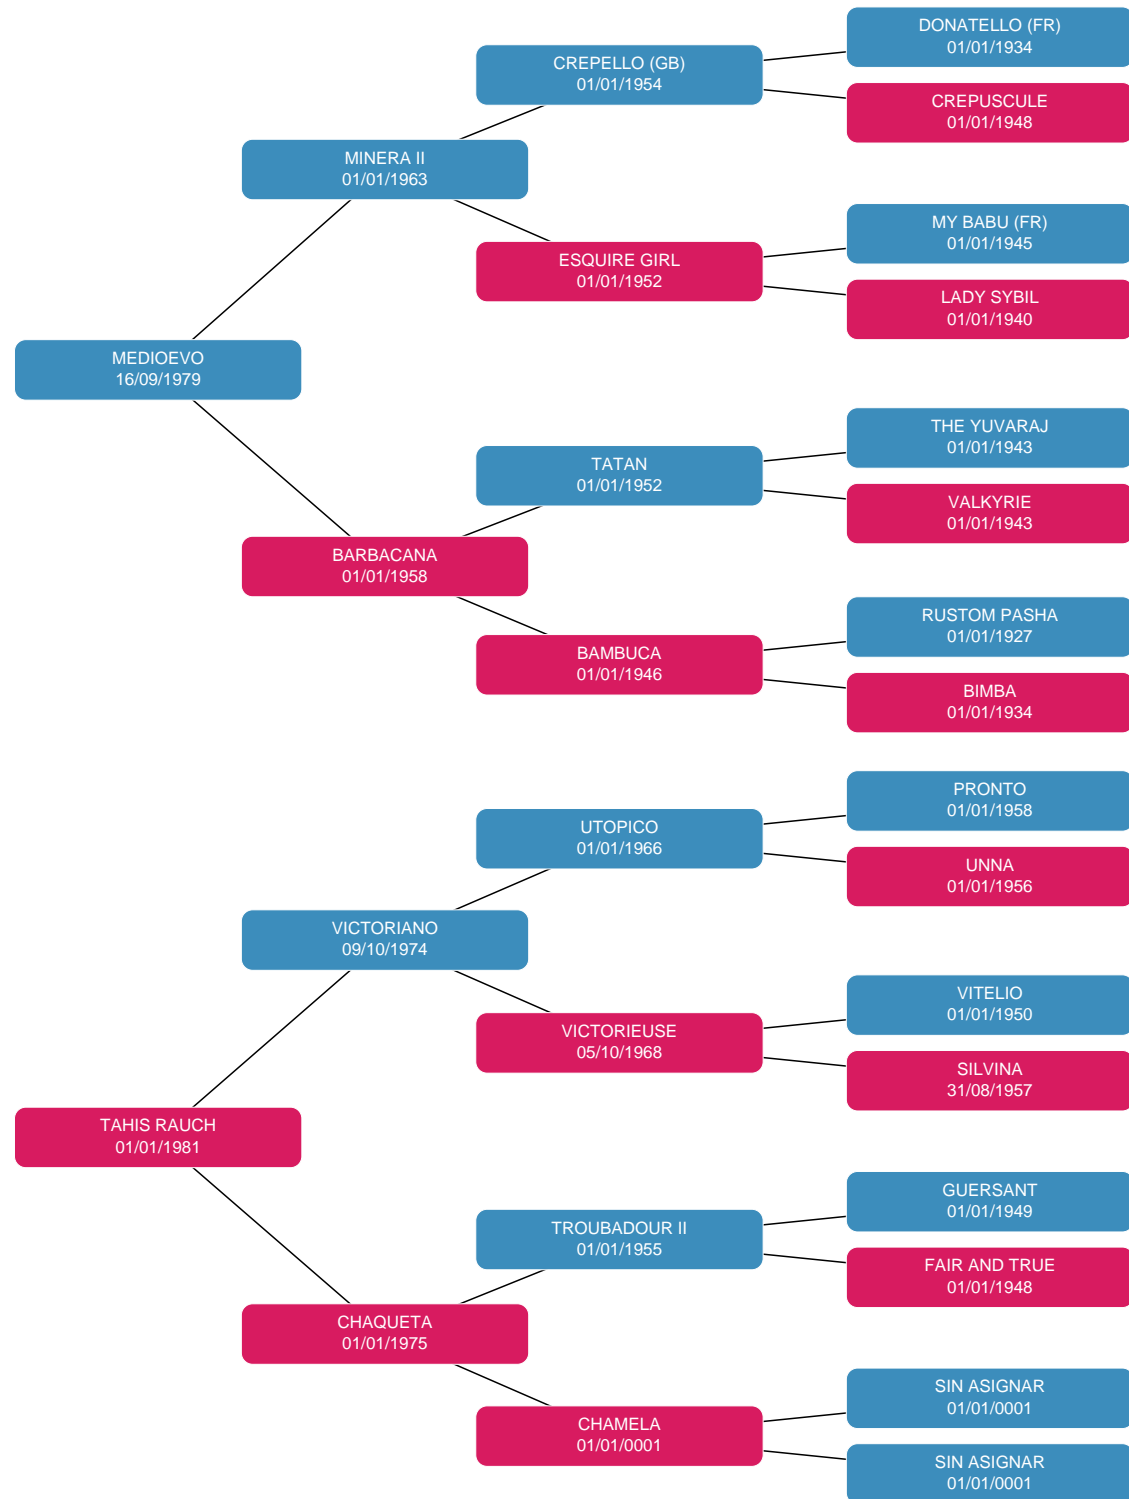 DONATELLO (FR)
01/01/1934
CREPELLO (GB)
01/01/1954
CREPUSCULE
01/01/1948
MINERA II
01/01/1963
MY BABU (FR)
01/01/1945
ESQUIRE GIRL
01/01/1952
LADY SYBIL
01/01/1940
MEDIOEVO
16/09/1979
THE YUVARAJ
01/01/1943
TATAN
01/01/1952
VALKYRIE
01/01/1943
BARBACANA
01/01/1958
RUSTOM PASHA
01/01/1927
BAMBUCA
01/01/1946
BIMBA
01/01/1934
PRONTO
01/01/1958
UTOPICO
01/01/1966
UNNA
01/01/1956
VICTORIANO
09/10/1974
VITELIO
01/01/1950
VICTORIEUSE
05/10/1968
SILVINA
31/08/1957
TAHIS RAUCH
01/01/1981
GUERSANT
01/01/1949
TROUBADOUR II
01/01/1955
FAIR AND TRUE
01/01/1948
CHAQUETA
01/01/1975
SIN ASIGNAR
01/01/0001
CHAMELA
01/01/0001
SIN ASIGNAR
01/01/0001